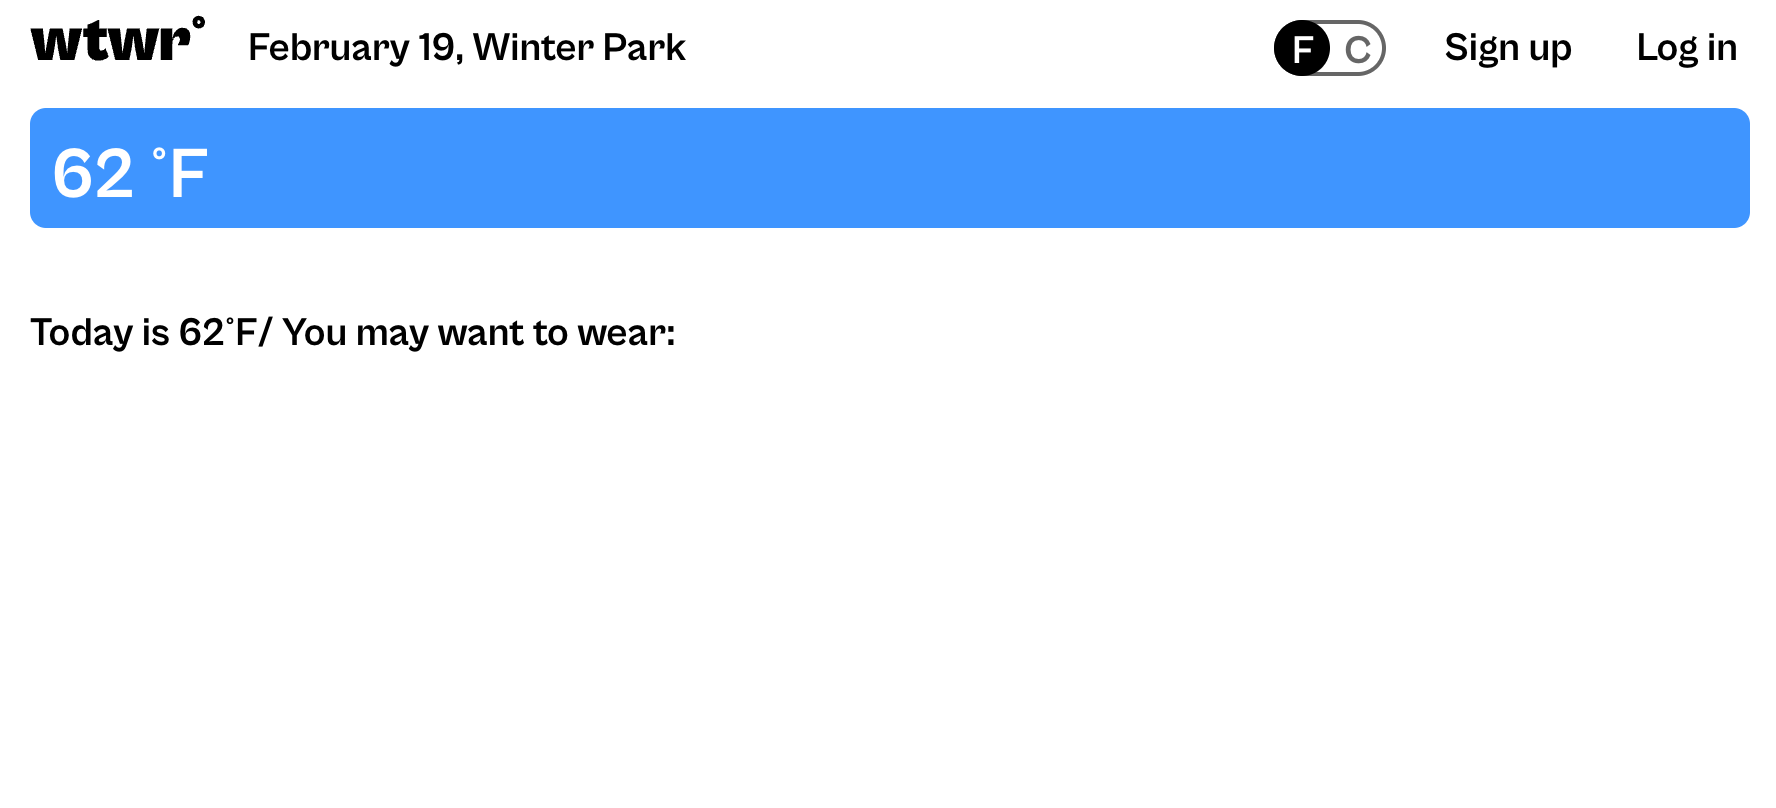 wtwr° February 19, Winter Park F C Sign up Log in
62 °F
Today is 62°F/ You may want to wear: